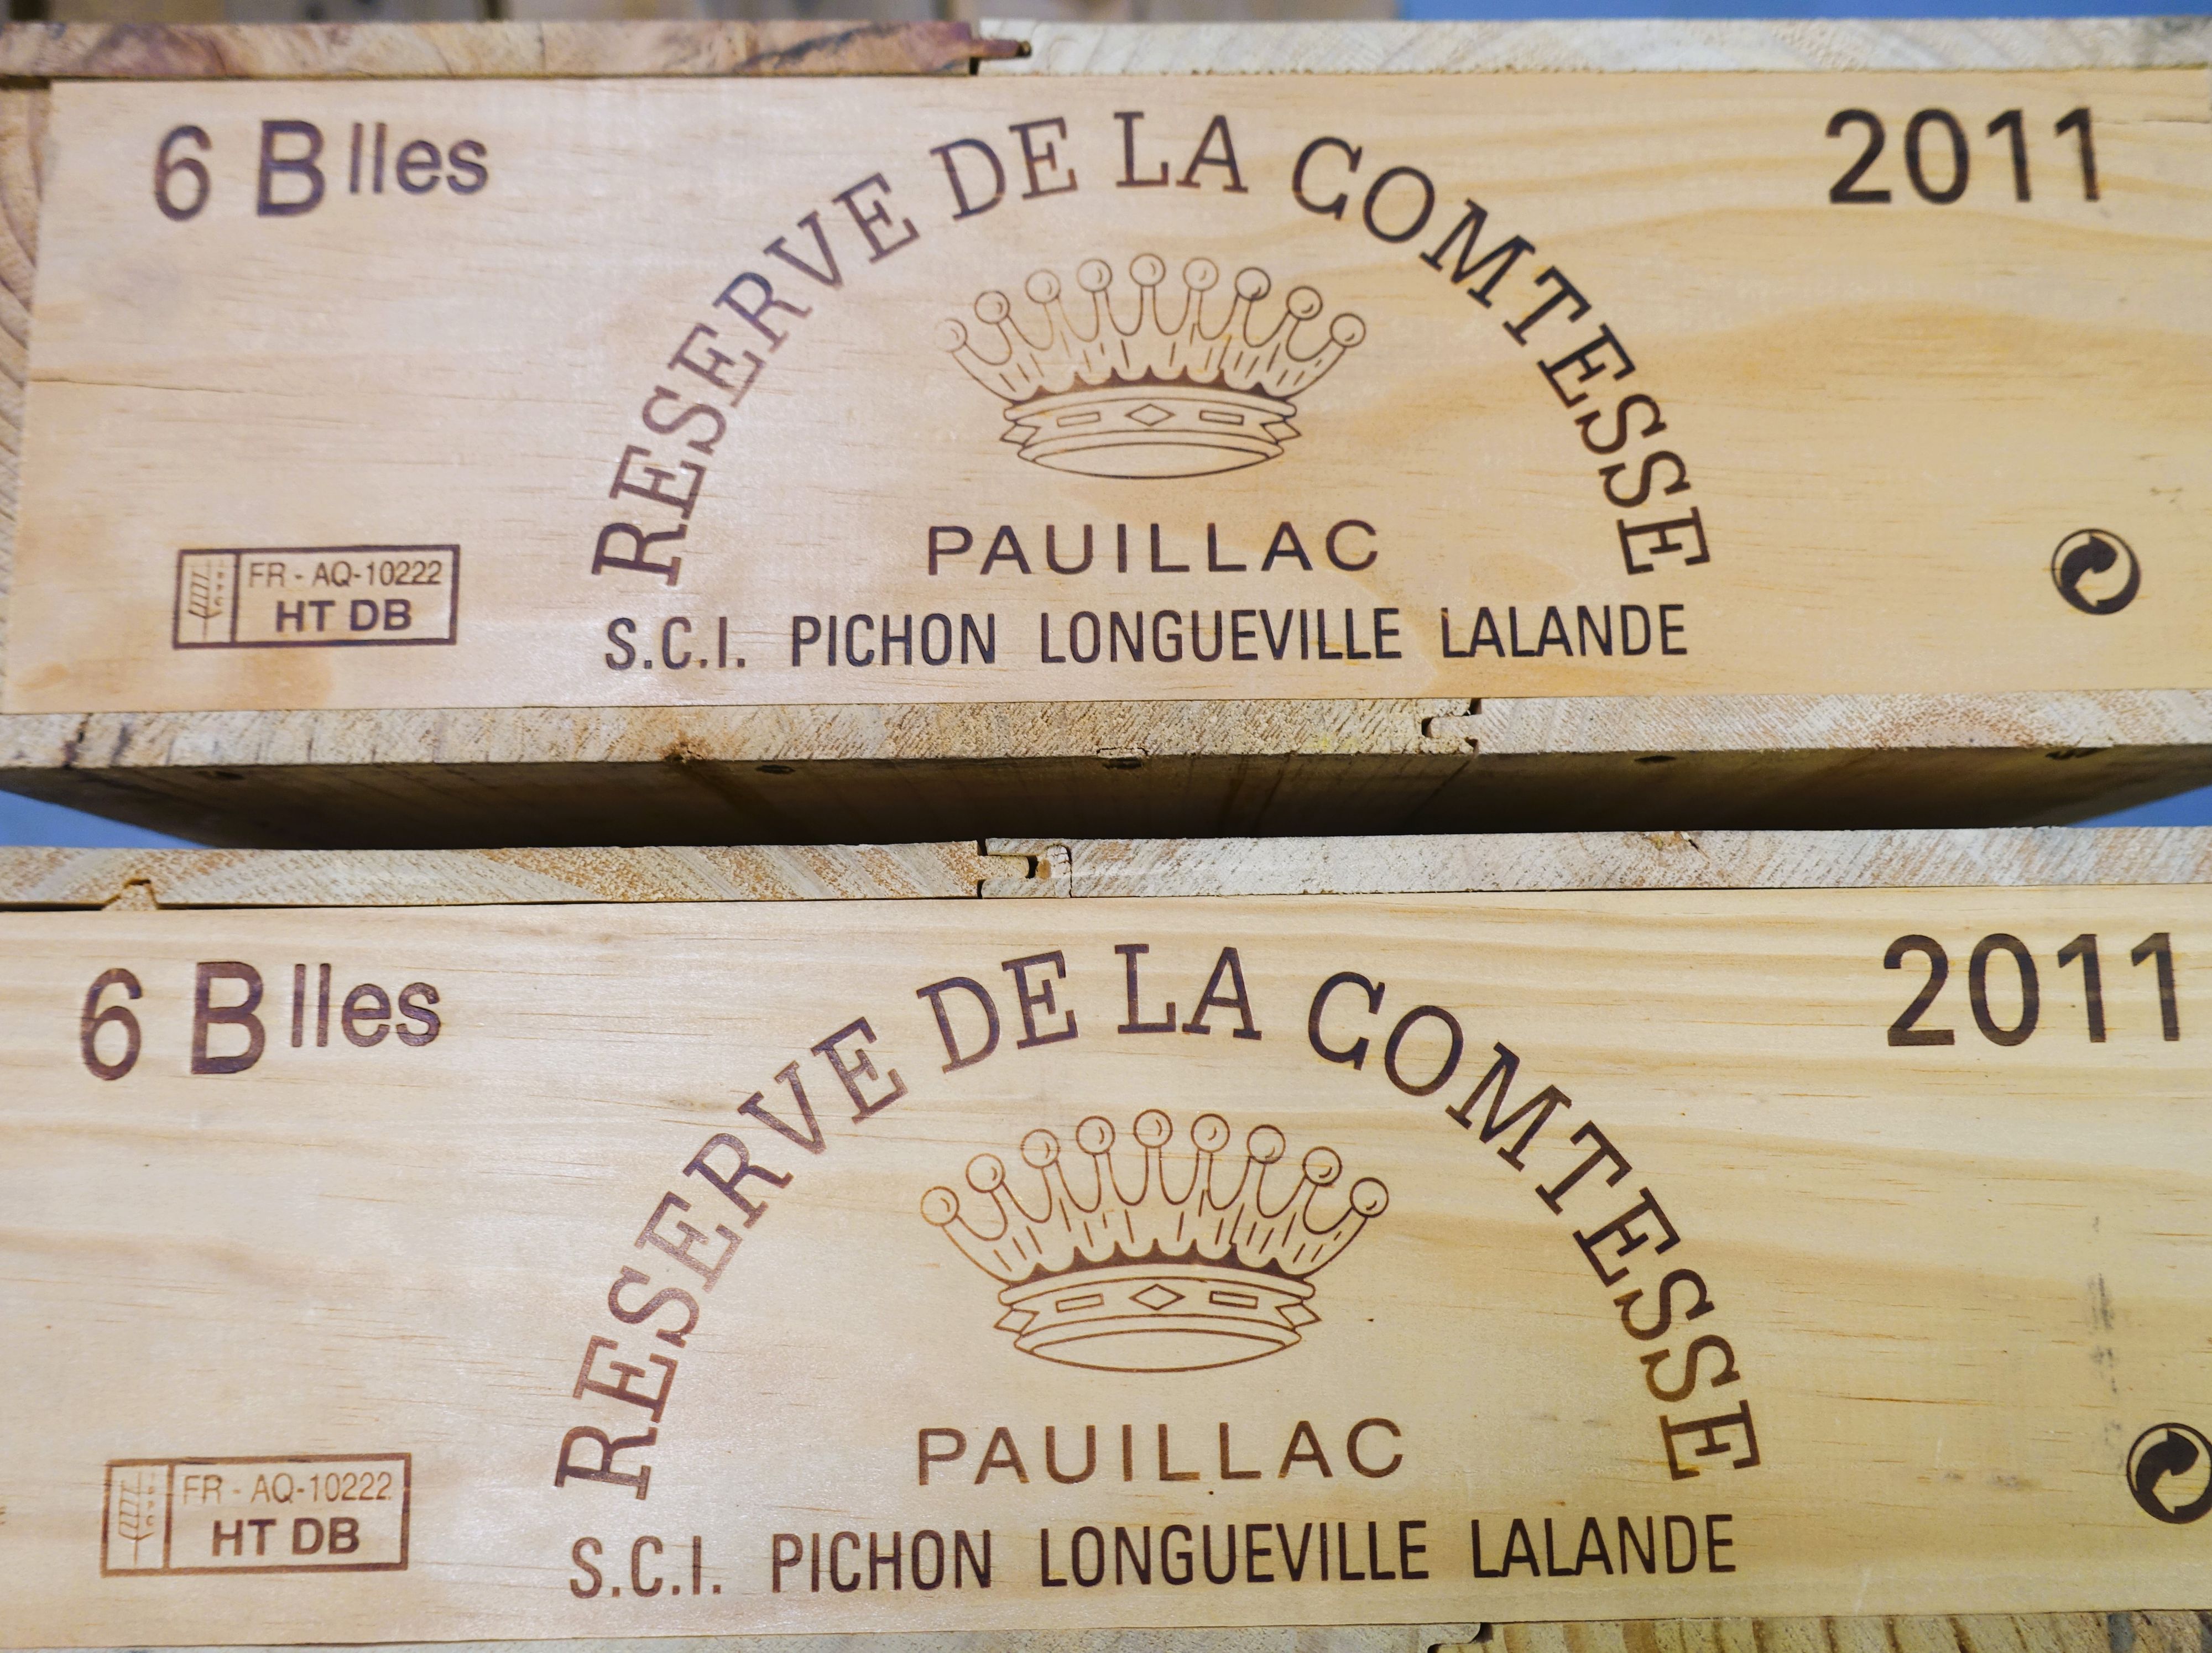 6 Blles
2011
RESERVE DE LA COMTESSE
PAUILLAC
FR - AQ-10222
HT DB
S.C.I. PICHON LONGUEVILLE LALANDE
6 Blles
2011
RESERVE DE LA COMTESSE
PAUILLAC
FR - AQ-10222
HT DB
S.C.I. PICHON LONGUEVILLE LALANDE